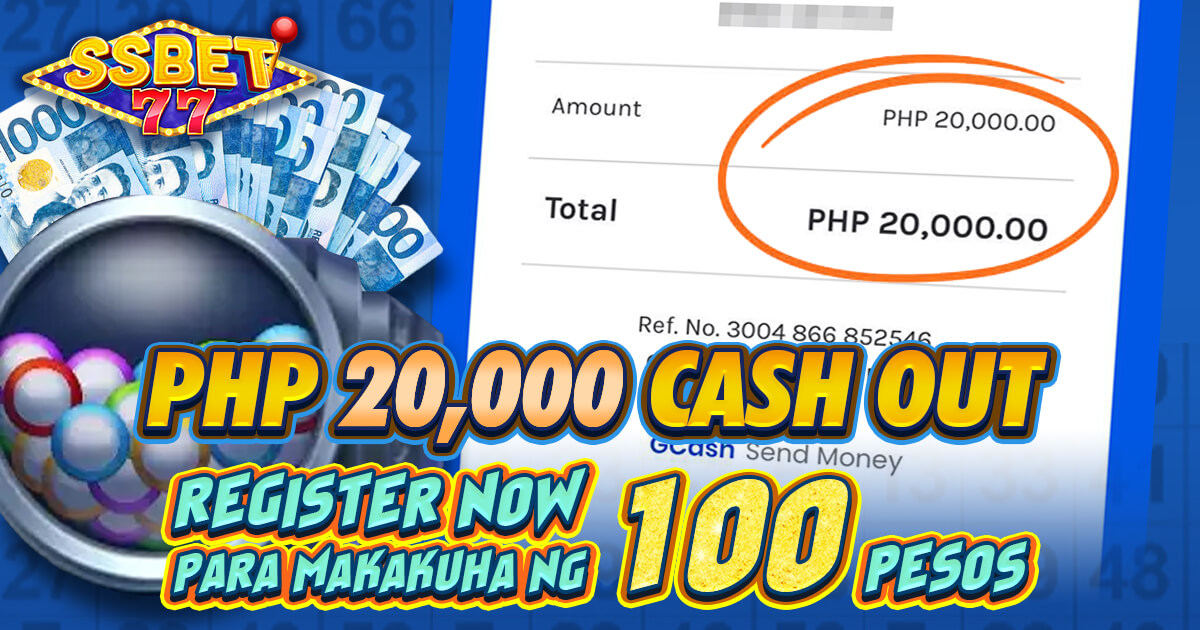 SSBET
77
1000
Amount PHP 20,000.00
Total PHP 20,000.00
Ref. No. 3004 866 852546
PHP 20,000 CASH OUT
GCash Send Money
REGISTER NOW
PARA MAKAKUHA NG 100 PESOS